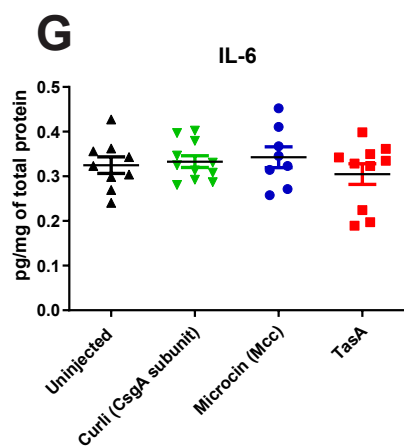 G
IL-6
pg/mg of total protein
0.5
0.4
0.3
0.2
0.1
0.0
Uninjected
Curli (CsgA subunit)
Microcin (Mcc)
TasA